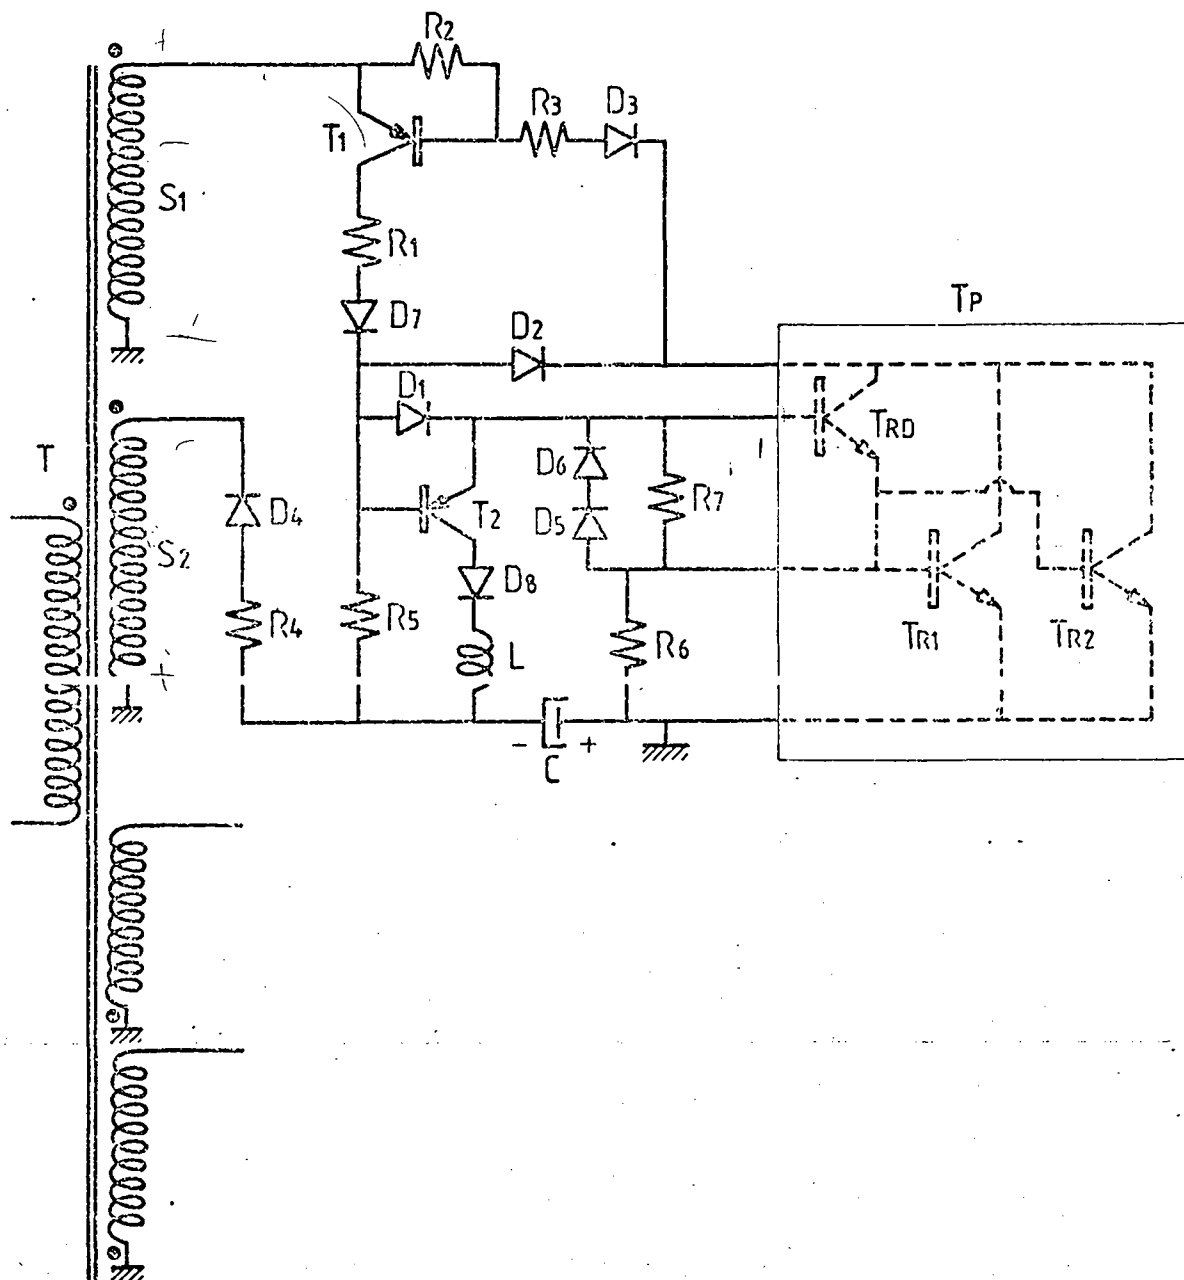 +
R2
R3 D3
T1
S1
R1
TP
D7
D2
D1
TRD
T
D6
R7
T2
D4
D5
S2
D8
R4
R5
L
R6
TR1
TR2
+
- +
C